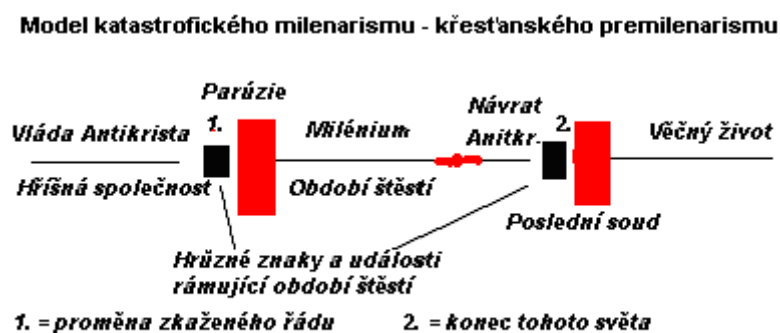 Model katastrofického milenarismu - křesťanského premilenarismu
Parúzie
1.
Návrat
2.
Vláda Antikrista
Milénium
Anitkr.
Věčný život
Hříšná společnost
Období štěstí
Poslední soud
Hrůzné znaky a události
rámující období štěstí
1. = proměna zkaženého řádu
2. = konec tohoto světa